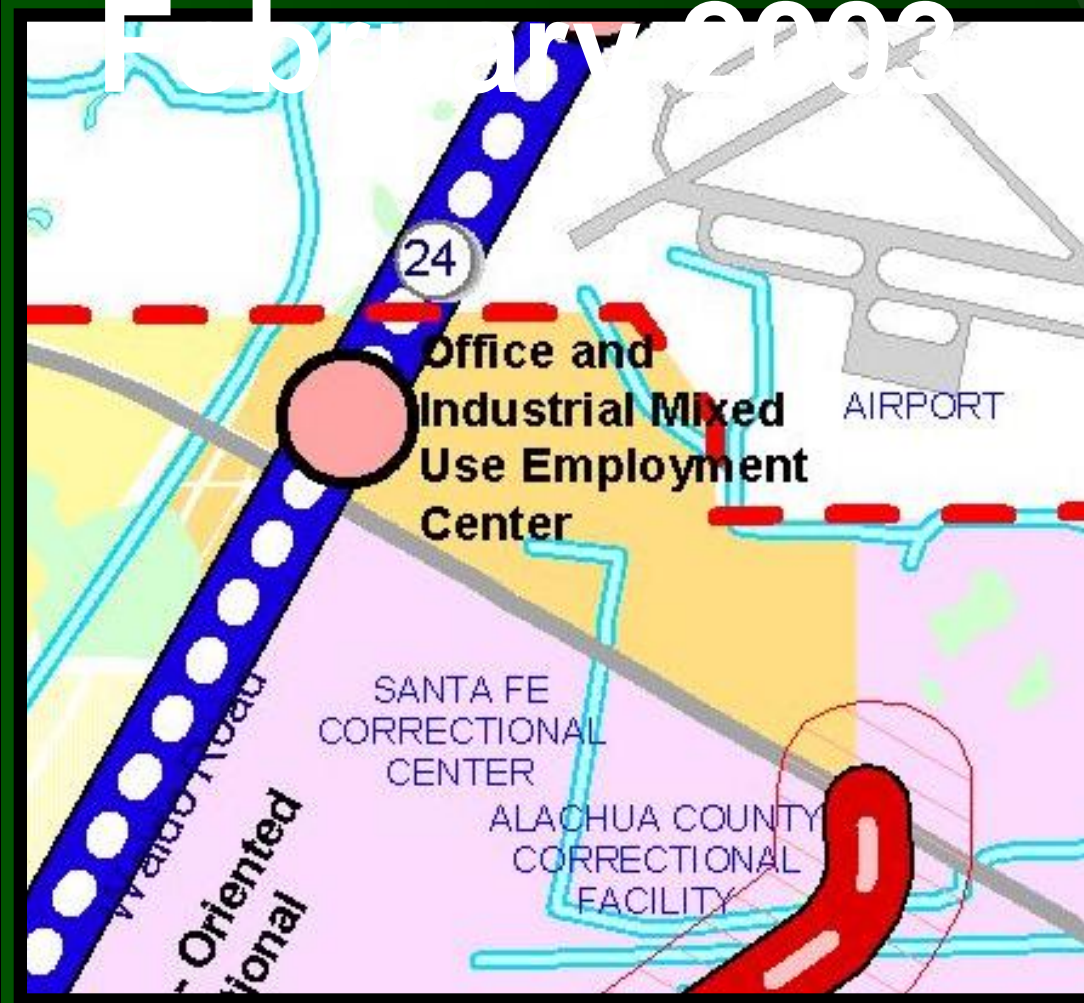 February 2003
24
Office and
Industrial Mixed
Use Employment
Center
AIRPORT
SANTA FE
CORRECTIONAL
CENTER
ALACHUA COUNTY
CORRECTIONAL
FACILITY
Waldo Road
Oriented